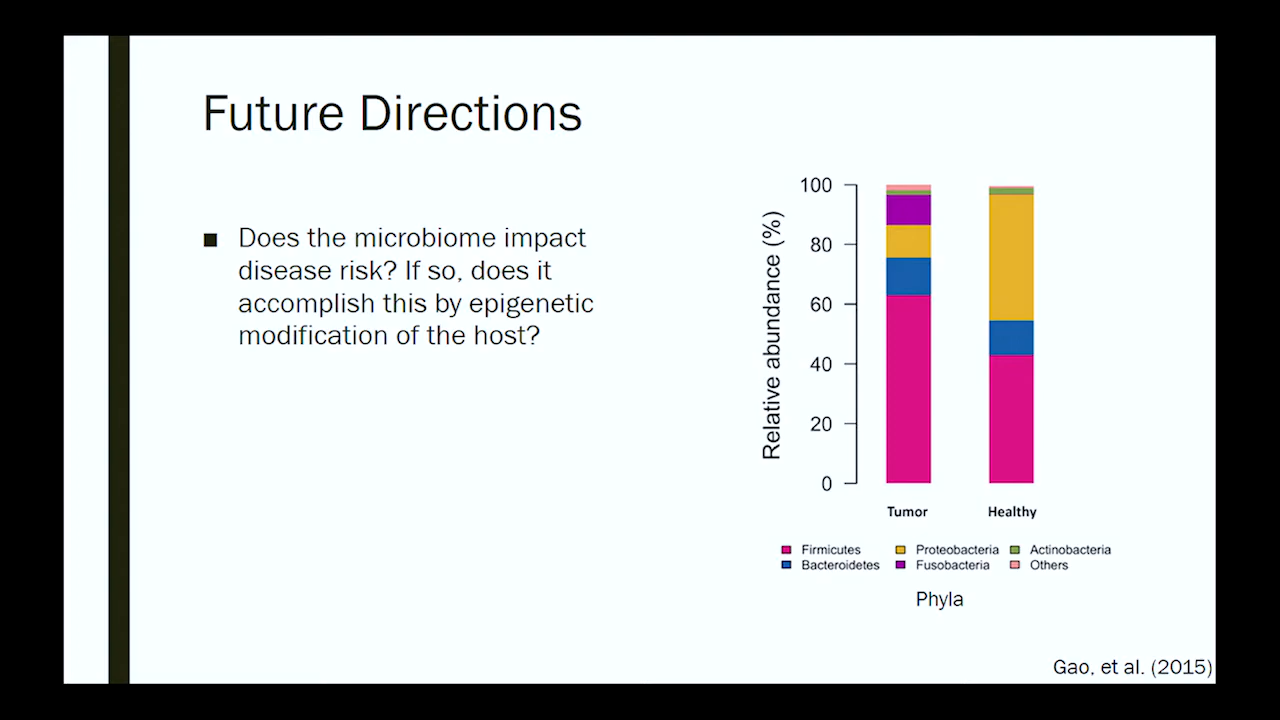 Future Directions
Does the microbiome impact
disease risk? If so, does it
accomplish this by epigenetic
modification of the host?
Relative abundance (%)
100
80
60
40
20
0
Tumor Healthy
Firmicutes Proteobacteria Actinobacteria
Bacteroidetes Fusobacteria Others
Phyla
Gao, et al. (2015)